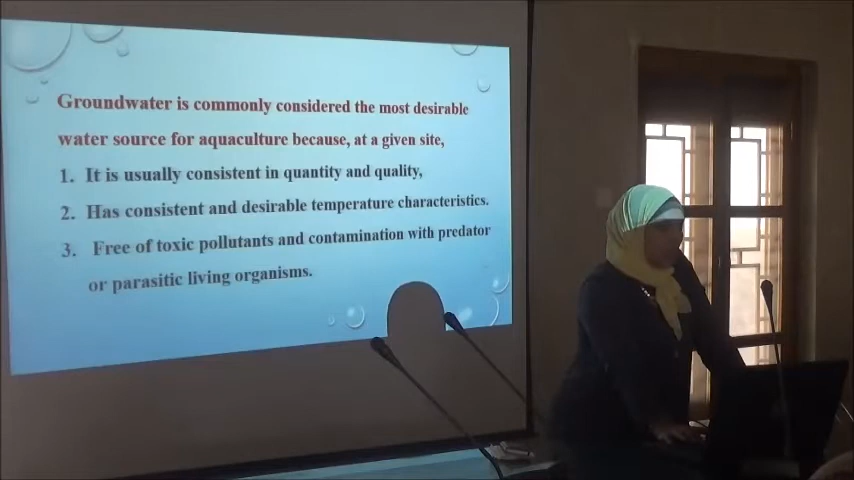 Groundwater is commonly considered the most desirable
water source for aquaculture because, at a given site,
1. It is usually consistent in quantity and quality,
2. Has consistent and desirable temperature characteristics.
3. Free of toxic pollutants and contamination with predator
or parasitic living organisms.